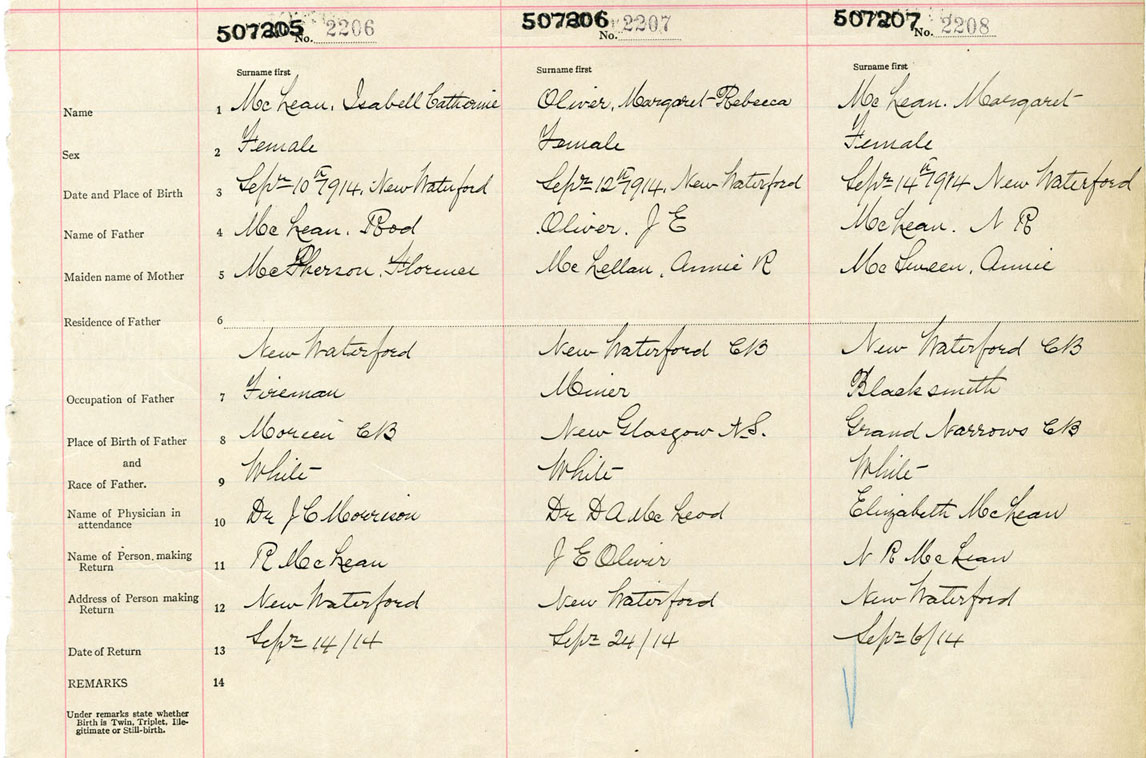 507205 No. 2206 507206 No. 2207 507207 No. 2208
Surname first Surname first Surname first
Name 1 McLean, Isabell Catherine Oliver, Margaret Rebecca McLean. Margaret
Sex 2 Female Female Female
Date and Place of Birth 3 Sepr 10th 1914, New Waterford Sepr 12th 1914, New Waterford Sepr 14th 1914 New Waterford
Name of Father 4 McLean. Rod Oliver. J E McLean. N R
Maiden name of Mother 5 McPherson, Florence McLellan, Annie R McSween, Annie
Residence of Father 6
New Waterford New Waterford CB New Waterford CB
Occupation of Father 7 Fireman Miner Blacksmith
Place of Birth of Father 8 Morien CB New Glasgow N.S. Grand Narrows CB
and
Race of Father. 9 White White White
Name of Physician in
attendance 10 Dr J C Morrison Dr D A McLeod Elizabeth McLean
Name of Person making
Return 11 R McLean J E Oliver N R McLean
Address of Person making
Return 12 New Waterford New Waterford New Waterford
Date of Return 13 Sepr 14/14 Sepr 24/14 Sepr 6/14
REMARKS 14
Under remarks state whether
Birth is Twin, Triplet, Ille-
gitimate or Still-birth.